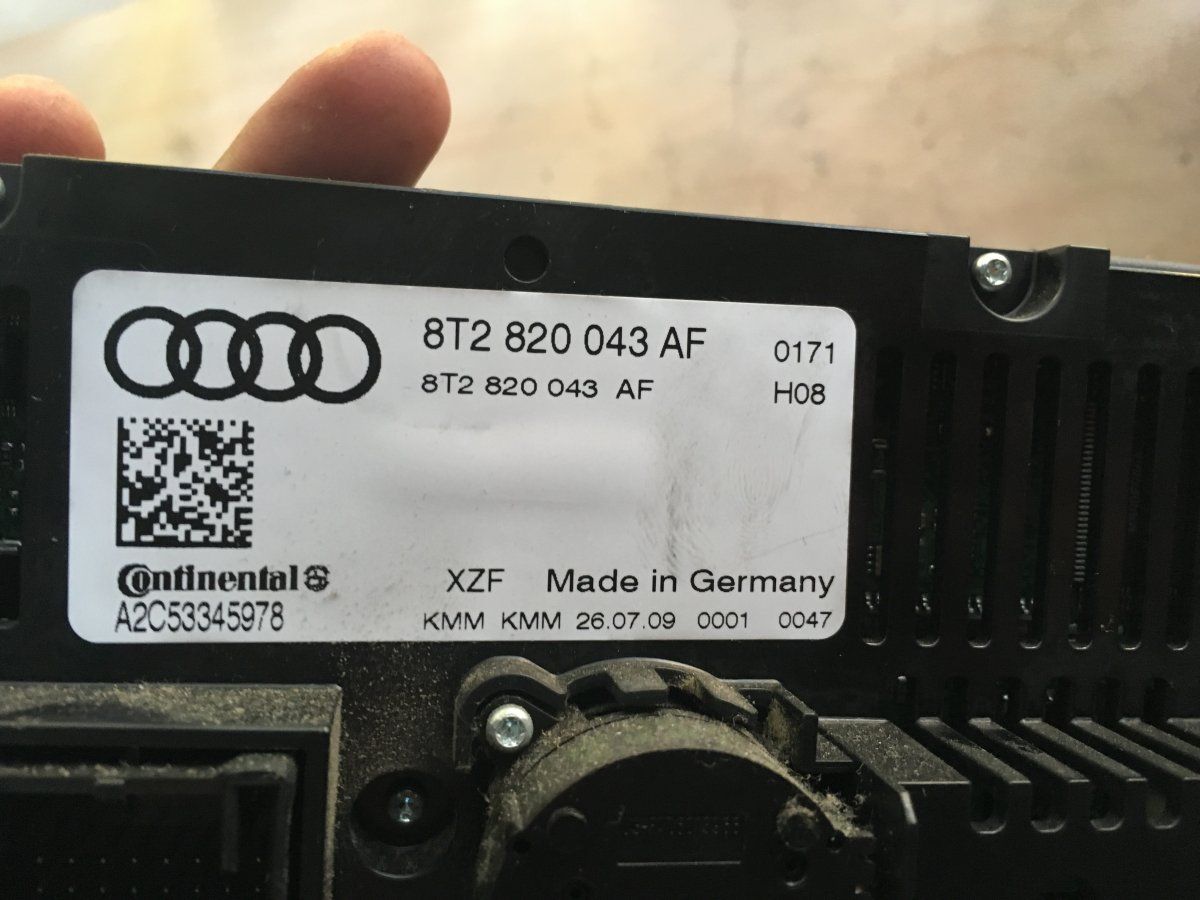 8T2 820 043 AF 0171
8T2 820 043 AF H08
Continental
A2C53345978
XZF Made in Germany
KMM KMM 26.07.09 0001 0047